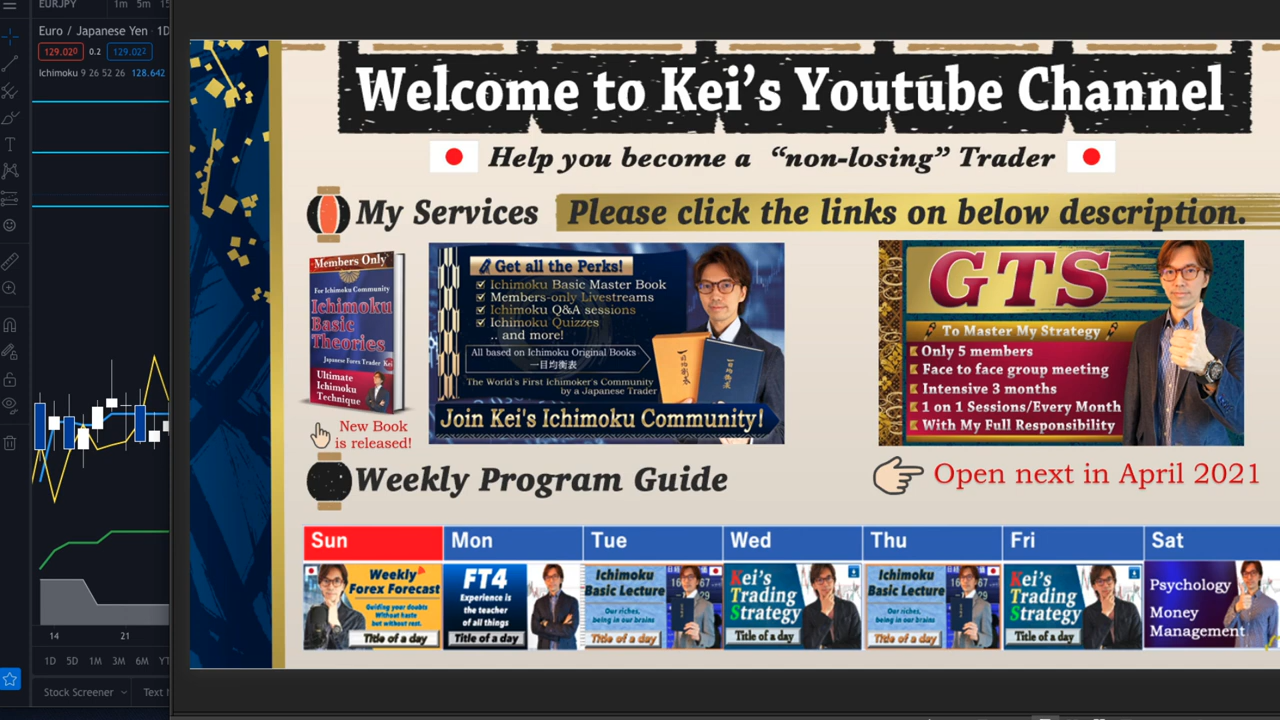 EURJPY
1m 5m 15
Euro / Japanese Yen 1D
129.020 0.2 129.022
Ichimoku 9 26 52 26 128.642
14 21
1D 5D 1M 3M 6M YT
Stock Screener
Text
Welcome to Kei's Youtube Channel
Help you become a “non-losing” Trader
My Services
Please click the links on below description.
Members Only
For Ichimoku Community
Ichimoku
Basic
Theories
Japanese Forex Trader Kei
Ultimate
Ichimoku
Technique
New Book
is released!
Get all the Perks!
Ichimoku Basic Master Book
Members-only Livestreams
Ichimoku Q&A sessions
Ichimoku Quizzes
.. and more!
All based on Ichimoku Original Books
一目均衡表
The World's First Ichimoker's Community
by a Japanese Trader
Join Kei's Ichimoku Community!
GTS
To Master My Strategy
Only 5 members
Face to face group meeting
Intensive 3 months
1 on 1 Sessions/Every Month
With My Full Responsibility
Open next in April 2021
Weekly Program Guide
Sun Mon Tue Wed Thu Fri Sat
Weekly
Forex Forecast
Guiding your doubts
Without haste
but without rest.
Title of a day
FT4
Experience is
the teacher
of all things
Title of a day
Ichimoku
Basic Lecture
Our riches,
being in our brains
Title of a day
Kei's
Trading
Strategy
Title of a day
Ichimoku
Basic Lecture
Our riches,
being in our brains
Title of a day
Kei's
Trading
Strategy
Title of a day
Psychology
Money
Management